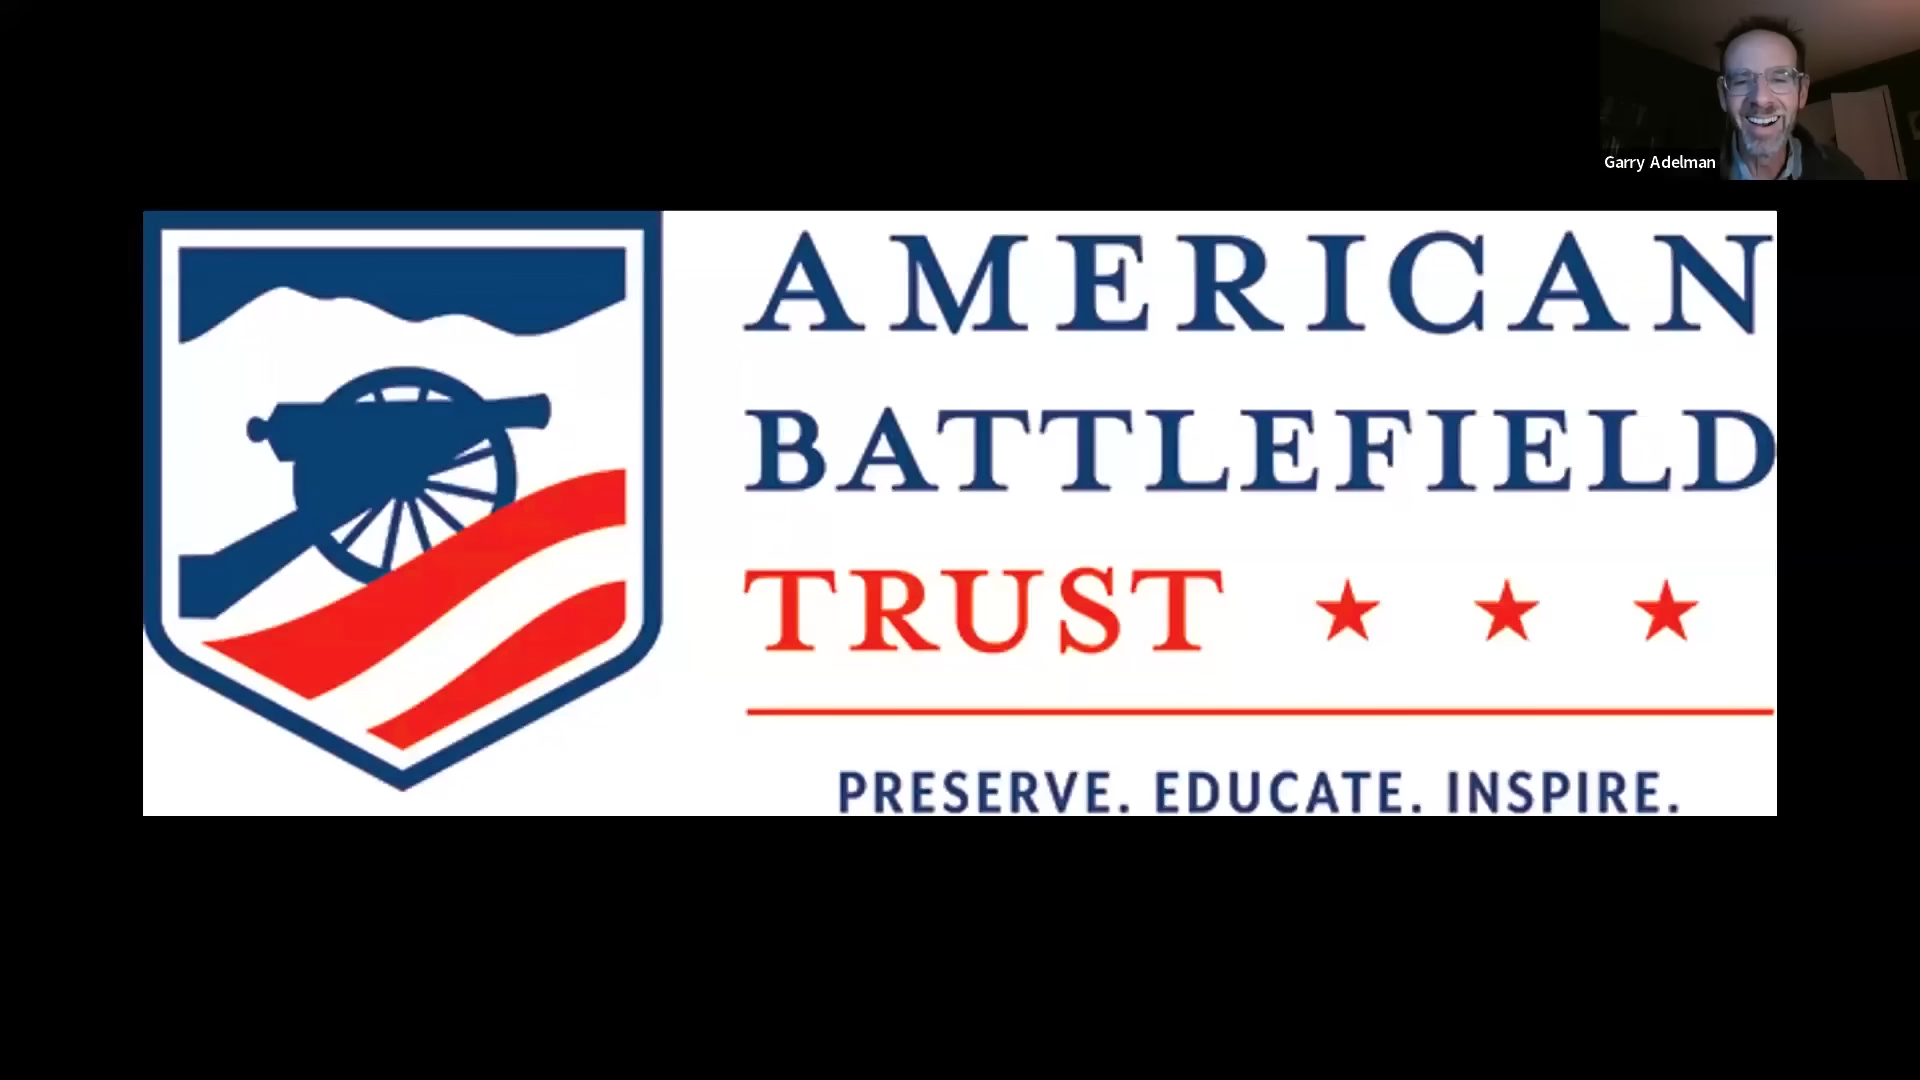 Garry Adelman
AMERICAN
BATTLEFIELD
TRUST
PRESERVE. EDUCATE. INSPIRE.